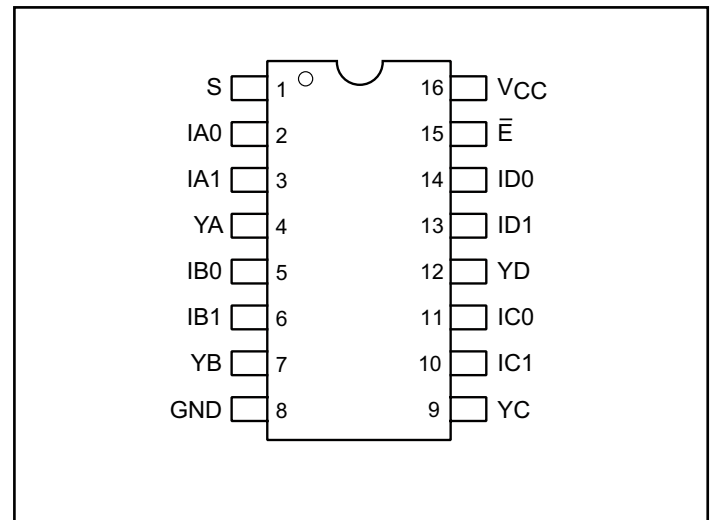 S 1 16 VCC
IA0 2 15 E̅
IA1 3 14 ID0
YA 4 13 ID1
IB0 5 12 YD
IB1 6 11 IC0
YB 7 10 IC1
GND 8 9 YC